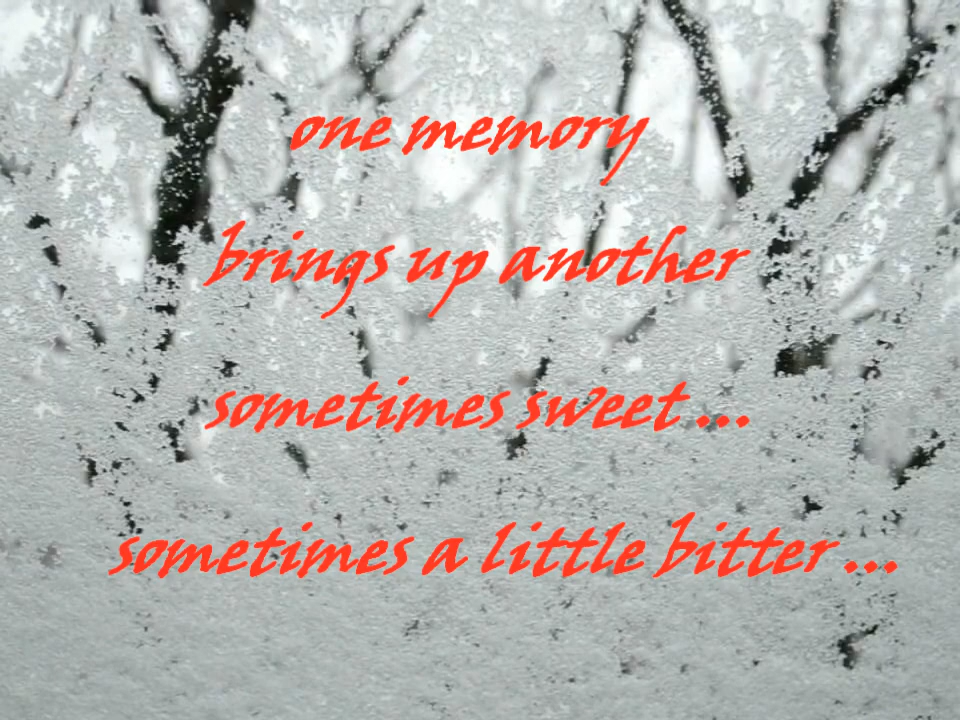 one memory
brings up another
sometimes sweet ...
sometimes a little bitter ...